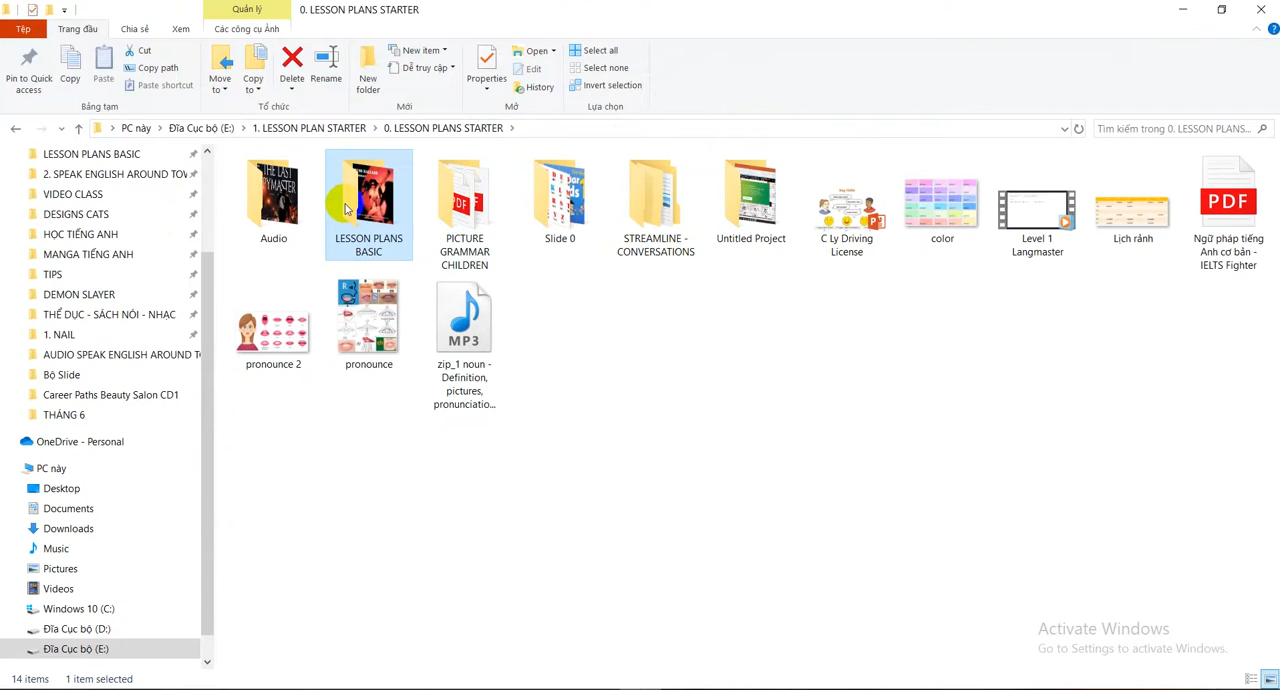 Quản lý
0. LESSON PLANS STARTER
Tệp
Trang đầu
Chia sẻ
Xem
Các công cụ Ảnh
Pin to Quick access
Copy
Paste
Cut
Copy path
Paste shortcut
Bảng tạm
Move to
Copy to
Delete
Rename
Tổ chức
New folder
New item
Dễ truy cập
Mới
Properties
Open
Edit
History
Mở
Select all
Select none
Invert selection
Lựa chọn
PC này
Đĩa Cục bộ (E:)
1. LESSON PLAN STARTER
0. LESSON PLANS STARTER
Tìm kiếm trong 0. LESSON PLANS...
LESSON PLANS BASIC
2. SPEAK ENGLISH AROUND TOV
VIDEO CLASS
DESIGNS CATS
HỌC TIẾNG ANH
MANGA TIẾNG ANH
TIPS
DEMON SLAYER
THỂ DỤC - SÁCH NÓI - NHẠC
1. NAIL
AUDIO SPEAK ENGLISH AROUND T
Bộ Slide
Career Paths Beauty Salon CD1
THÁNG 6
OneDrive - Personal
PC này
Desktop
Documents
Downloads
Music
Pictures
Videos
Windows 10 (C:)
Đĩa Cục bộ (D:)
Đĩa Cục bộ (E:)
Audio
LESSON PLANS
BASIC
PDF
PICTURE
GRAMMAR
CHILDREN
Slide 0
STREAMLINE -
CONVERSATIONS
Untitled Project
C Ly Driving
License
color
Level 1
Langmaster
Lịch rảnh
PDF
Ngữ pháp tiếng
Anh cơ bản -
IELTS Fighter
pronounce 2
pronounce
MP3
zip_1 noun -
Definition,
pictures,
pronunciatio...
Activate Windows
Go to Settings to activate Windows.
14 items
1 item selected